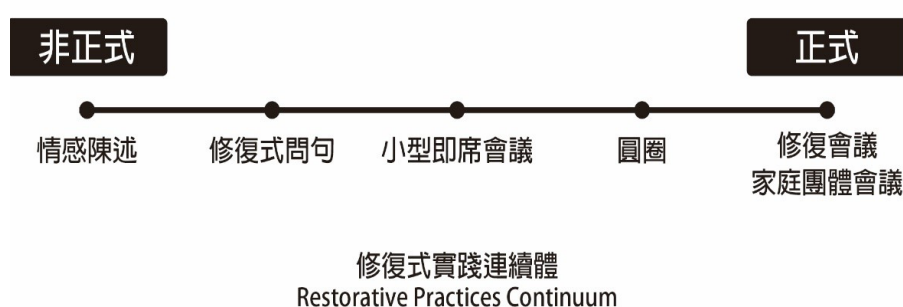 非正式
正式
情感陳述
修復式問句
小型即席會議
圓圈
修復會議
家庭團體會議
修復式實踐連續體
Restorative Practices Continuum